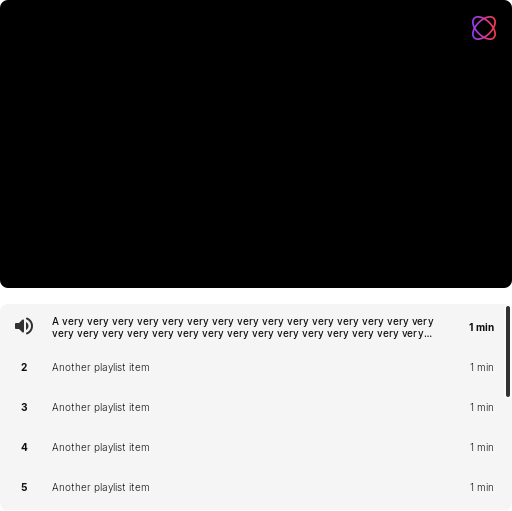 A very very very very very very very very very very very very very very very
very very very very very very very very very very very very very very very...
1 min
2 Another playlist item 1 min
3 Another playlist item 1 min
4 Another playlist item 1 min
5 Another playlist item 1 min